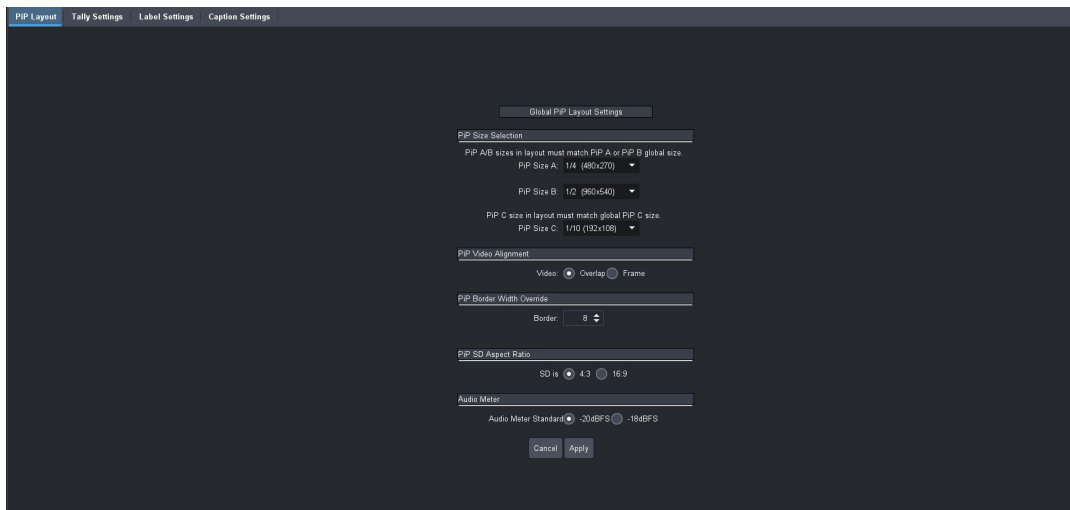 PiP Layout Tally Settings Label Settings Caption Settings
Global PiP Layout Settings
PiP Size Selection
PiP A/B sizes in layout must match PiP A or PiP B global size.
PiP Size A: 1/4 (480x270)
PiP Size B: 1/2 (960x540)
PiP C size in layout must match global PiP C size.
PiP Size C: 1/10 (192x108)
PiP Video Alignment
Video: Overlap Frame
PiP Border Width Override
Border: 8
PiP SD Aspect Ratio
SD is 4:3 16:9
Audio Meter
Audio Meter Standard -20dBFS -18dBFS
Cancel Apply